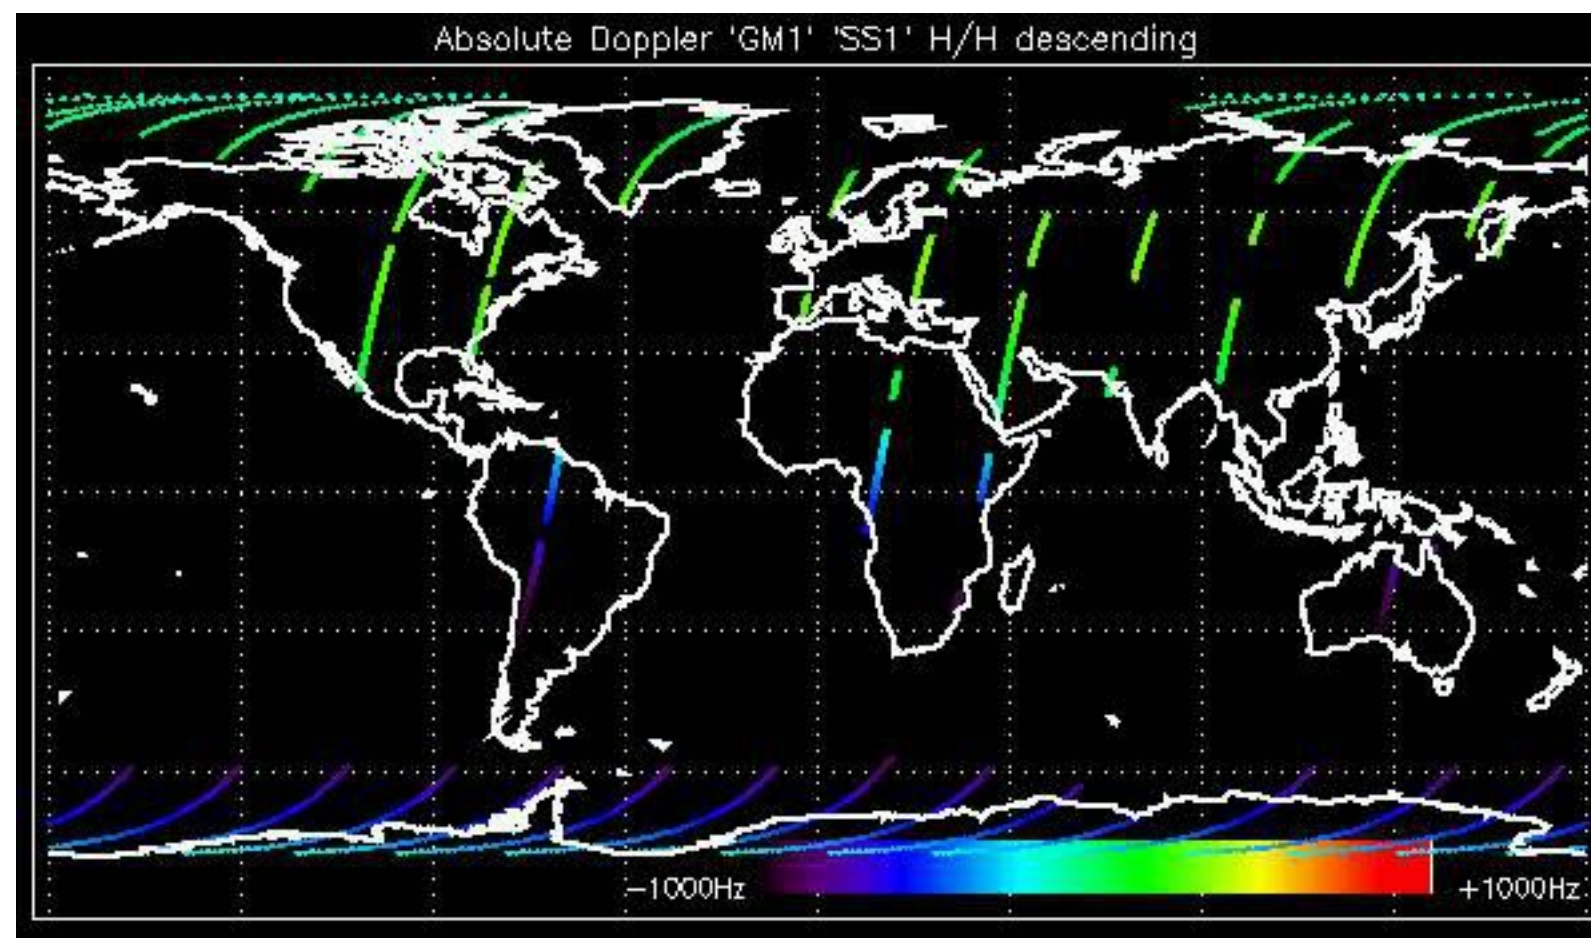 Absolute Doppler 'GM1' 'SS1' H/H descending
−1000Hz +1000Hz